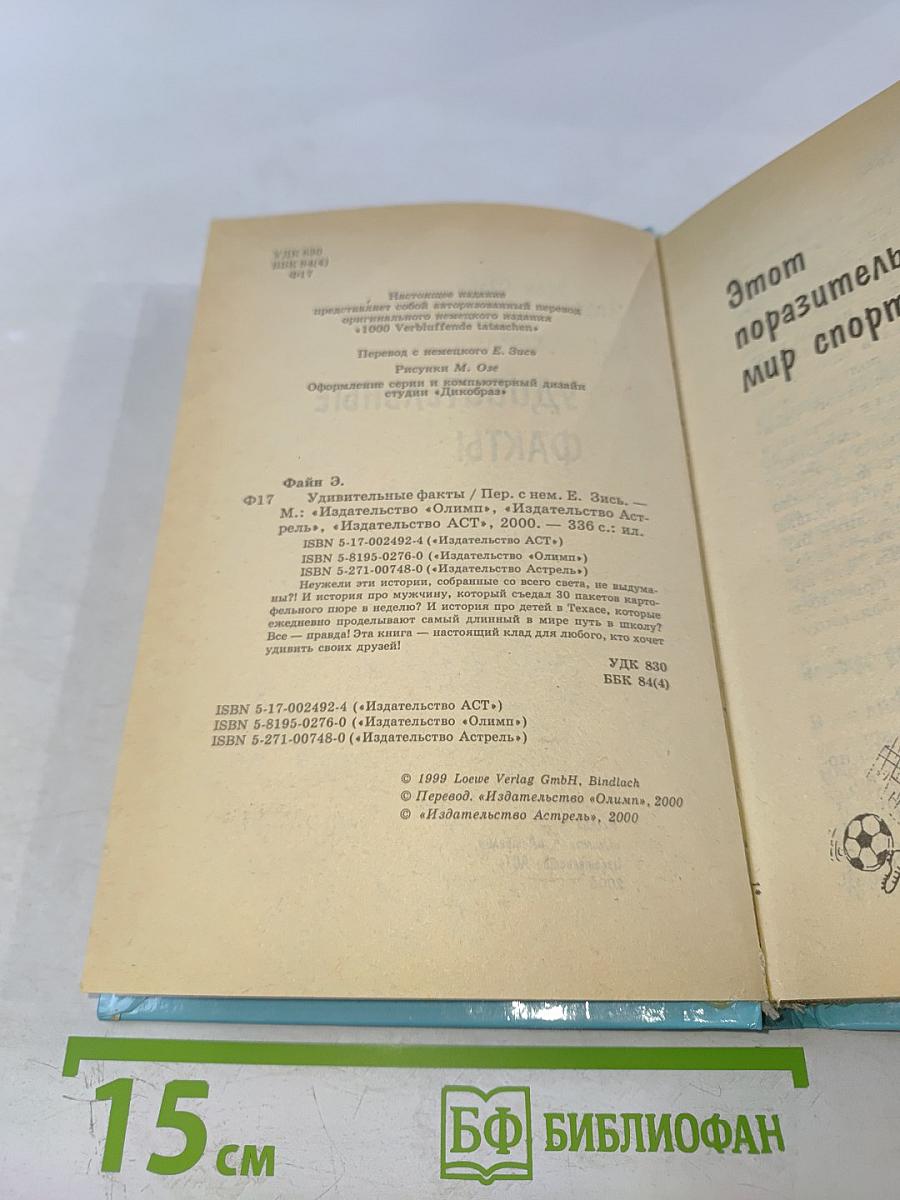 УДК 830
ББК 84(4)
Ф17
Настоящее издание
представляет собой авторизованный перевод
оригинального немецкого издания
«1000 Verbluffende tatsachen»
Перевод с немецкого Е. Зись
Рисунки М. Озе
Оформление серии и компьютерный дизайн
студии «Дикобраз»
Файн Э.
Ф17 Удивительные факты / Пер. с нем. Е. Зись. —
М.: «Издательство «Олимп», «Издательство Аст-
рель», «Издательство АСТ», 2000. — 336 с.: ил.
ISBN 5-17-002492-4 («Издательство АСТ»)
ISBN 5-8195-0276-0 («Издательство «Олимп»)
ISBN 5-271-00748-0 («Издательство Астрель»)
Неужели эти истории, собранные со всего света, не выдума-
ны?! И история про мужчину, который съедал 30 пакетов карто-
фельного пюре в неделю? И история про детей в Техасе, которые
ежедневно проделывают самый длинный в мире путь в школу?
Все — правда! Эта книга — настоящий клад для любого, кто хочет
удивить своих друзей!
УДК 830
ББК 84(4)
ISBN 5-17-002492-4 («Издательство АСТ»)
ISBN 5-8195-0276-0 («Издательство «Олимп»)
ISBN 5-271-00748-0 («Издательство Астрель»)
© 1999 Loewe Verlag GmbH, Bindlach
© Перевод. «Издательство «Олимп», 2000
© «Издательство Астрель», 2000
Этот
поразитель
мир спорт
15 см
БФ БИБЛИОФАН